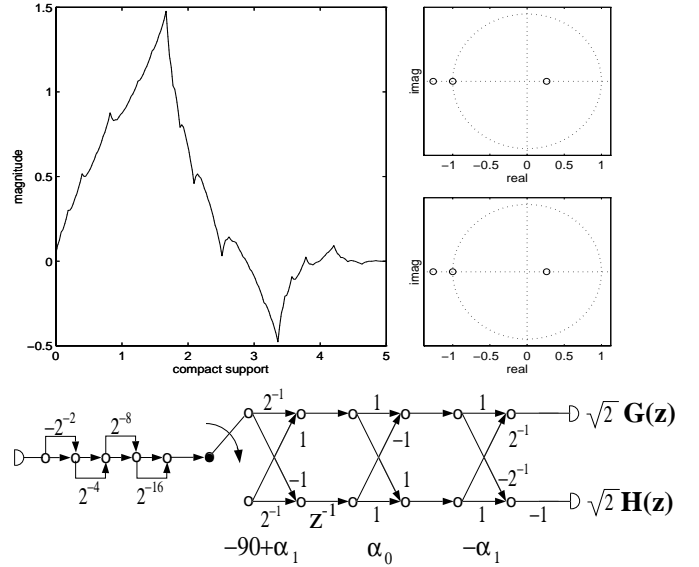 1.5
1
0.5
0
−0.5
magnitude
0 1 2 3 4 5
compact support
imag
−1 −0.5 0 0.5 1
real
imag
−1 −0.5 0 0.5 1
real
−2⁻² 2⁻⁸
2⁻⁴ 2⁻¹⁶
2⁻¹ 1 1 √2 G(z)
1 −1 2⁻¹
−1 1 −2⁻¹
2⁻¹ z⁻¹ 1 1 −1 √2 H(z)
−90+α₁ α₀ −α₁